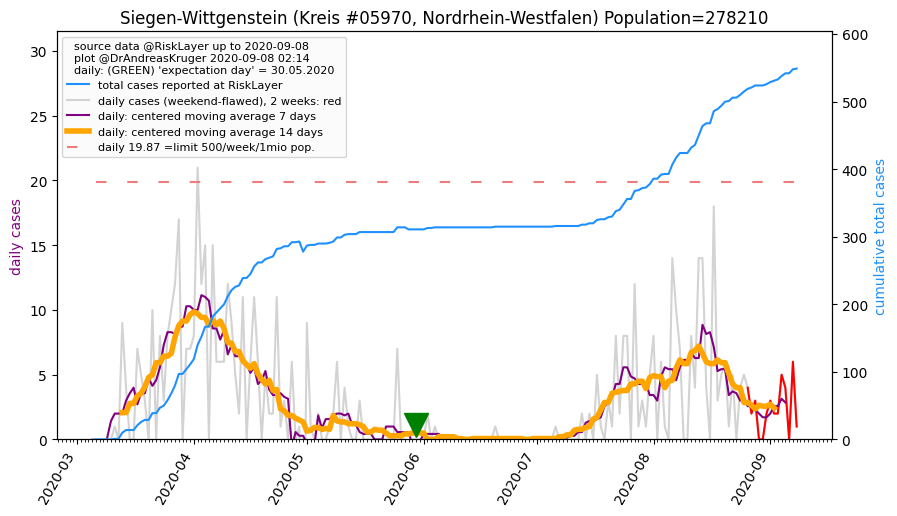 Siegen-Wittgenstein (Kreis #05970, Nordrhein-Westfalen) Population=278210
source data @RiskLayer up to 2020-09-08
plot @DrAndreasKruger 2020-09-08 02:14
daily: (GREEN) 'expectation day' = 30.05.2020
total cases reported at RiskLayer
daily cases (weekend-flawed), 2 weeks: red
daily: centered moving average 7 days
daily: centered moving average 14 days
daily 19.87 =limit 500/week/1mio pop.
daily cases
30
25
20
15
10
5
0
cumulative total cases
600
500
400
300
200
100
0
2020-03
2020-04
2020-05
2020-06
2020-07
2020-08
2020-09